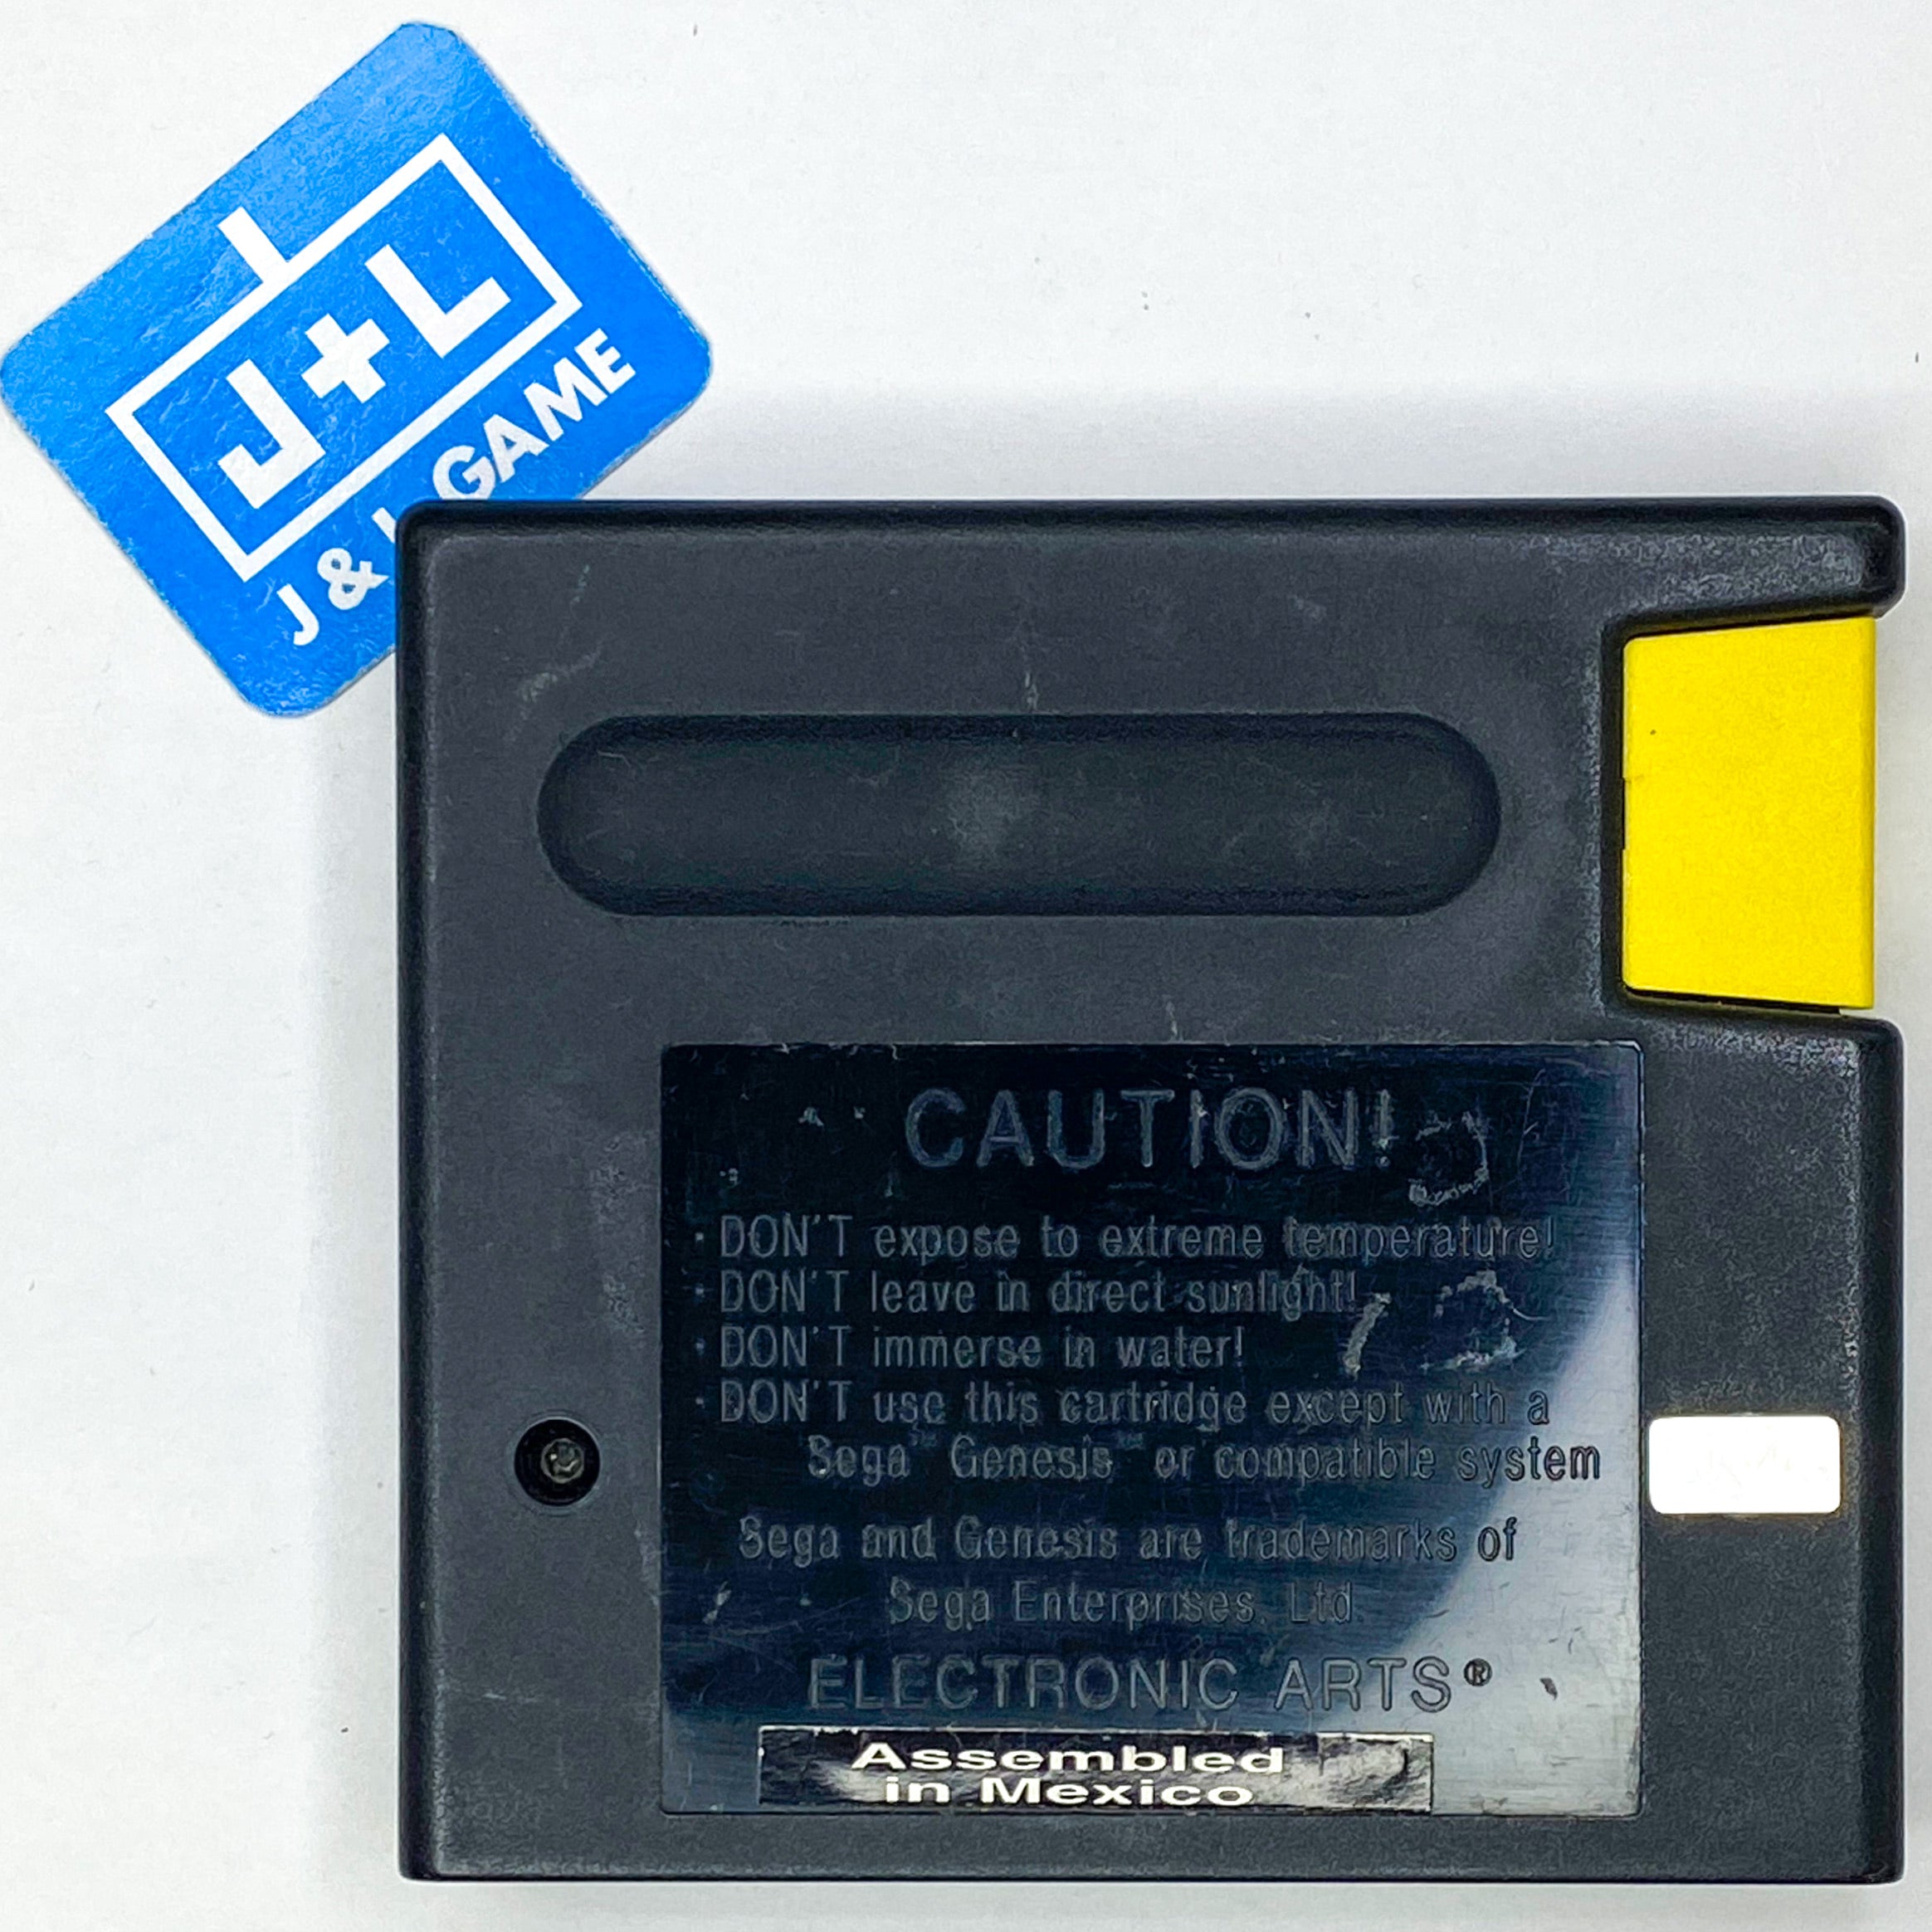 J+L
J & L GAME
CAUTION!
· DON'T expose to extreme temperature!
· DON'T leave in direct sunlight!
· DON'T immerse in water!
· DON'T use this cartridge except with a
Sega Genesis or compatible system
Sega and Genesis are trademarks of
Sega Enterprises, Ltd.
ELECTRONIC ARTS®
Assembled
in Mexico